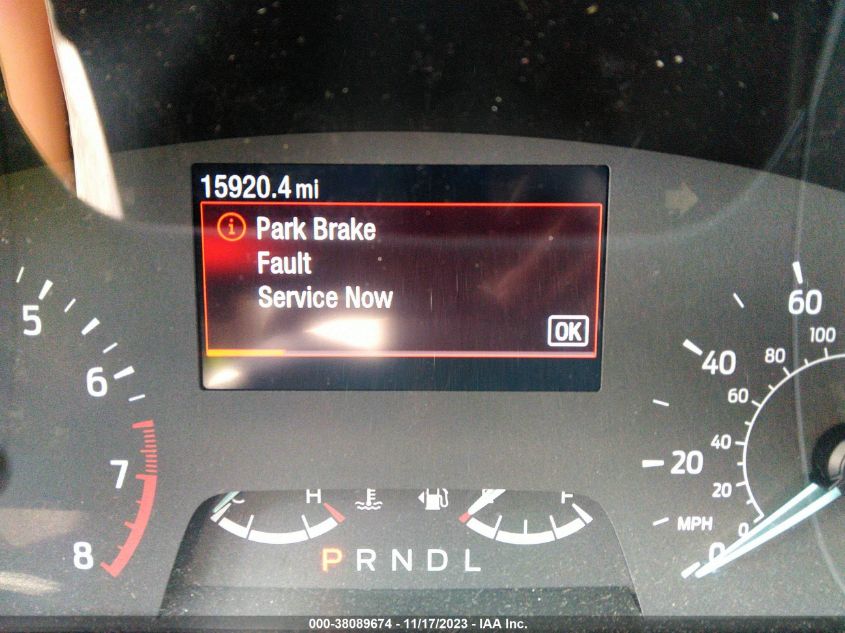 15920.4 mi
Park Brake
Fault
Service Now
OK
5
6
7
8
60
40
20
0
MPH
100
80
60
40
20
0
C H
E F
P R N D L
000-38089674 - 11/17/2023 - IAA Inc.